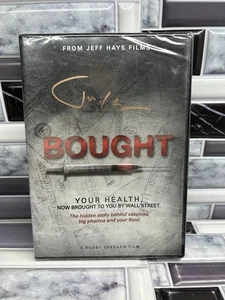 FROM JEFF HAYS FILMS
BOUGHT
YOUR HEALTH.
NOW BROUGHT TO YOU BY WALL STREET.
The hidden story behind vaccines,
big pharma and your food.
A BOBBY SHEEHAN FILM